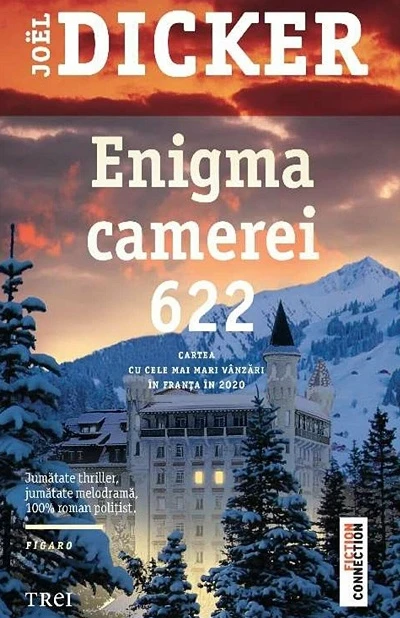 JOËL
DICKER
Enigma
camerei
622
CARTEA
CU CELE MAI MARI VÂNZĂRI
ÎN FRANȚA ÎN 2020
Jumătate thriller,
jumătate melodramă,
100% roman polițist.
FIGARO
TREI
FICTION
CONNECTION